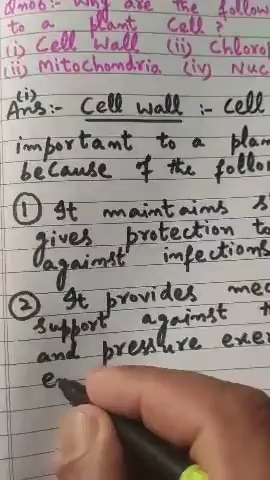 Qno6:- Why are the follow
to a plant cell?
(i) Cell Wall (ii) Chloro
(iii) Mitochondria (iv) Nuc
(i)
Ans:- Cell wall :- cell
important to a plan
because of the follo
① It maintains s
gives protection to
against infections
② It provides mec
support against t
and pressure exer
e